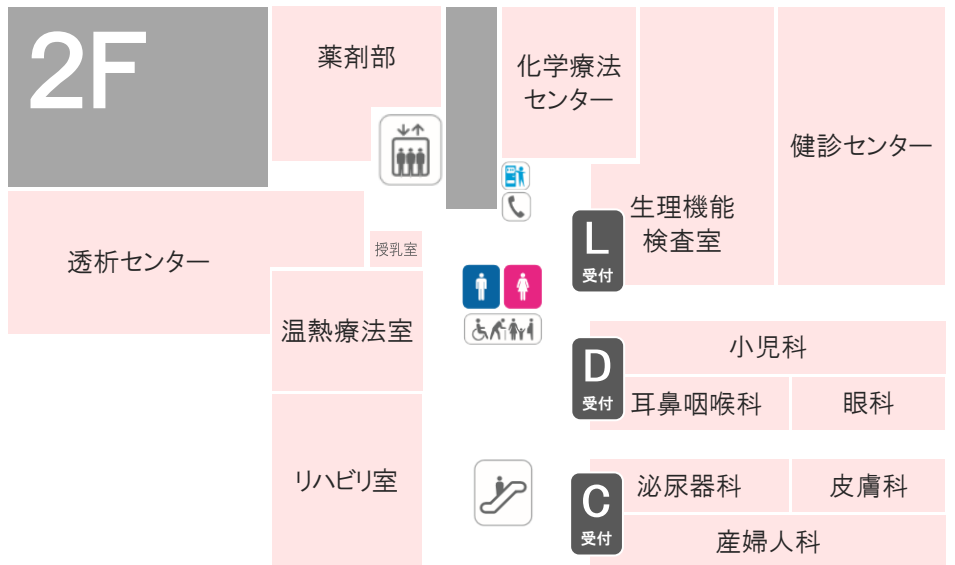 2F
薬剤部
化学療法
センター
健診センター
生理機能
検査室
L
受付
透析センター
授乳室
温熱療法室
小児科
D
受付
耳鼻咽喉科
眼科
リハビリ室
泌尿器科
皮膚科
C
受付
産婦人科